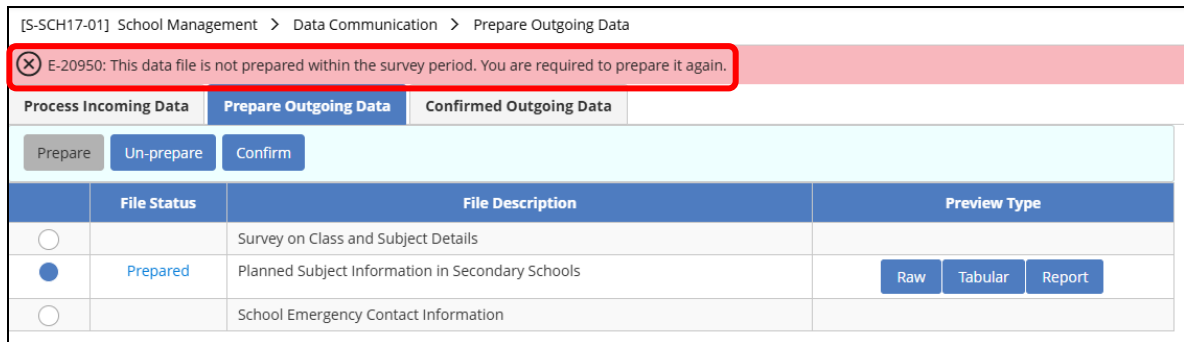 [S-SCH17-01] School Management > Data Communication > Prepare Outgoing Data
E-20950: This data file is not prepared within the survey period. You are required to prepare it again.
Process Incoming Data Prepare Outgoing Data Confirmed Outgoing Data
Prepare Un-prepare Confirm
File Status File Description Preview Type
Survey on Class and Subject Details
Prepared Planned Subject Information in Secondary Schools Raw Tabular Report
School Emergency Contact Information